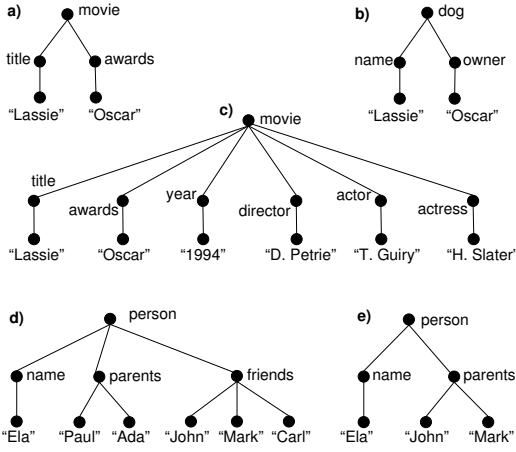 a)
movie
b)
dog
title
awards
name
owner
“Lassie”
“Oscar”
“Lassie”
“Oscar”
c)
movie
title
awards
year
director
actor
actress
“Lassie”
“Oscar”
“1994”
“D. Petrie”
“T. Guiry”
“H. Slater”
d)
person
e)
person
name
parents
friends
name
parents
“Ela”
“Paul”
“Ada”
“John”
“Mark”
“Carl”
“Ela”
“John”
“Mark”